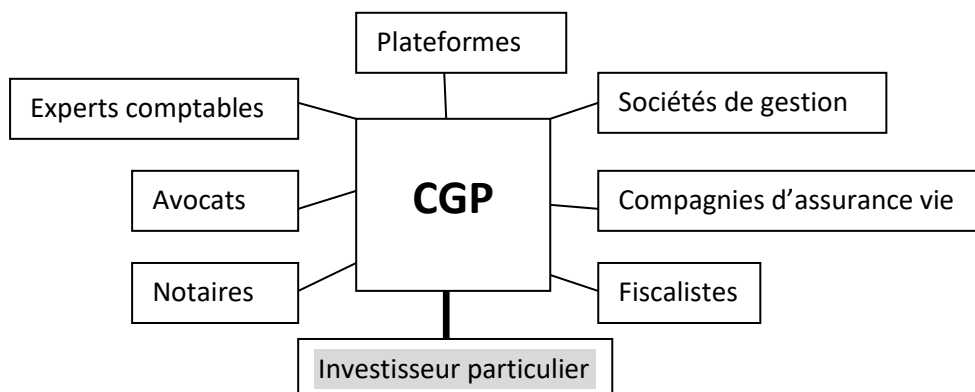 Plateformes
Experts comptables
Sociétés de gestion
Avocats
CGP
Compagnies d’assurance vie
Notaires
Fiscalistes
Investisseur particulier